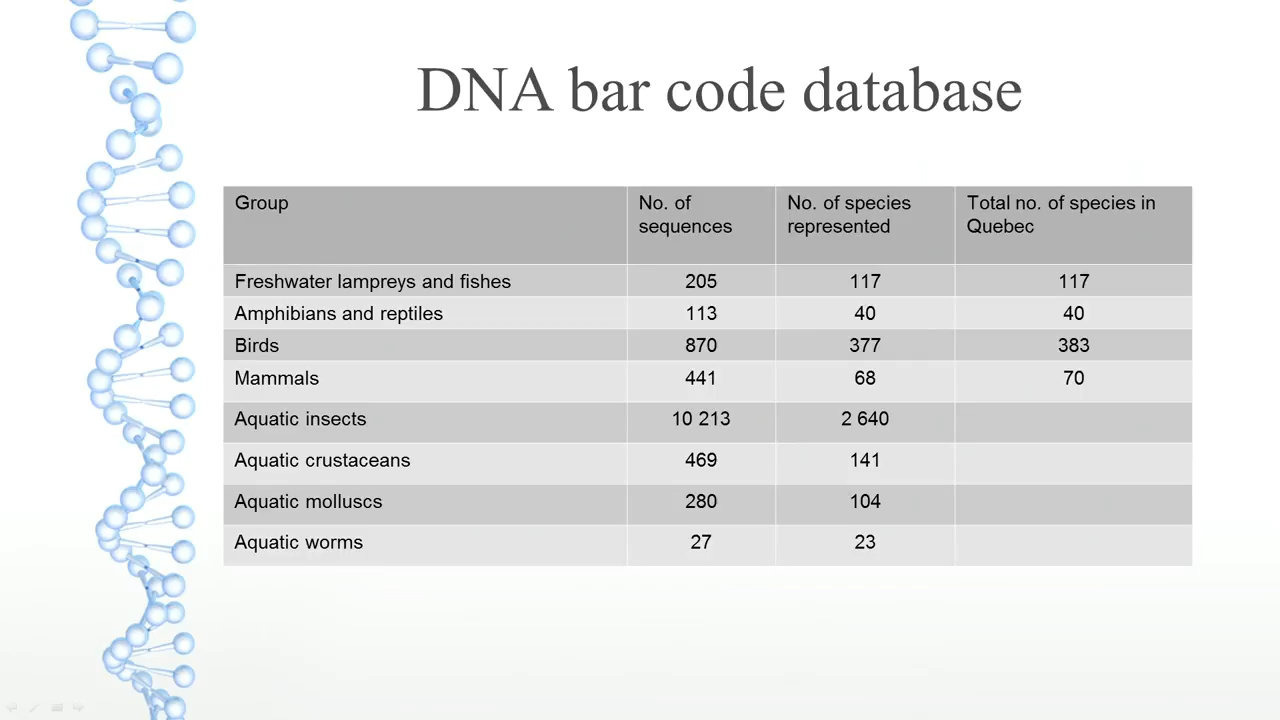 DNA bar code database
Group
No. of
sequences
No. of species
represented
Total no. of species in
Quebec
Freshwater lampreys and fishes 205 117 117
Amphibians and reptiles 113 40 40
Birds 870 377 383
Mammals 441 68 70
Aquatic insects 10 213 2 640
Aquatic crustaceans 469 141
Aquatic molluscs 280 104
Aquatic worms 27 23